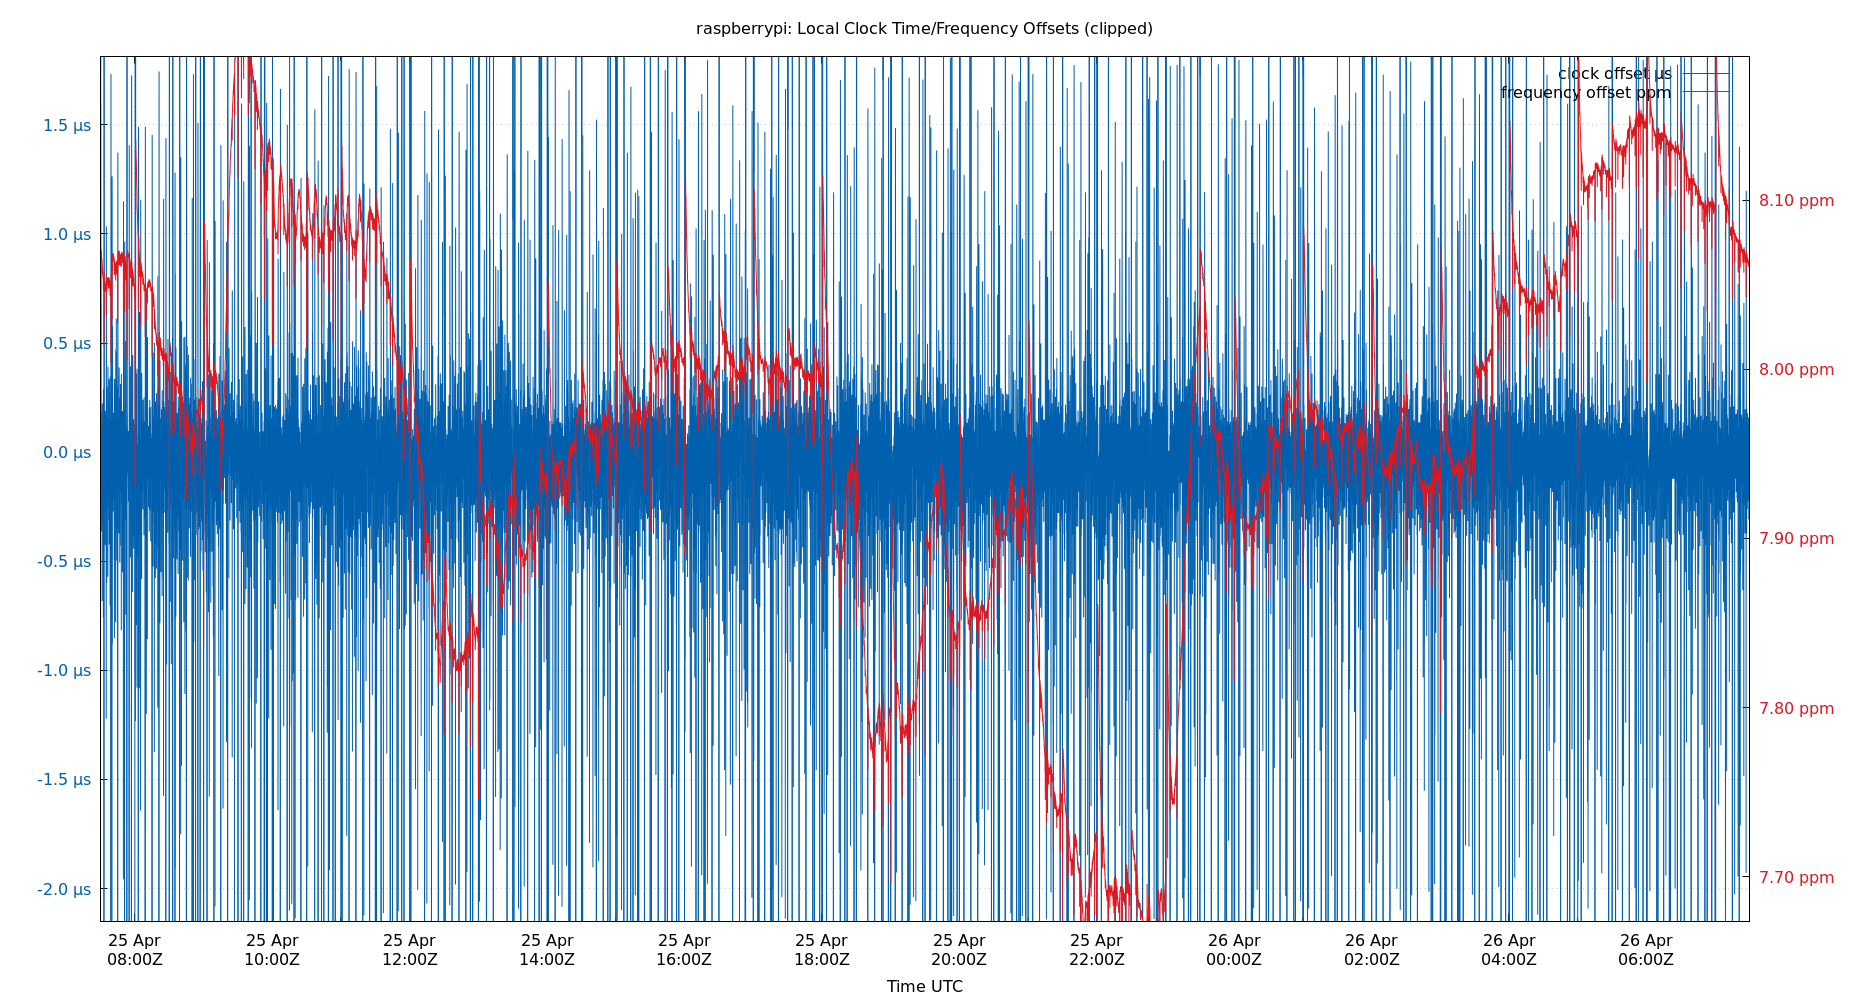 raspberrypi: Local Clock Time/Frequency Offsets (clipped)
clock offset µs
frequency offset ppm
1.5 µs
1.0 µs
0.5 µs
0.0 µs
-0.5 µs
-1.0 µs
-1.5 µs
-2.0 µs
8.10 ppm
8.00 ppm
7.90 ppm
7.80 ppm
7.70 ppm
25 Apr 25 Apr 25 Apr 25 Apr 25 Apr 25 Apr 25 Apr 25 Apr 26 Apr 26 Apr 26 Apr 26 Apr
08:00Z 10:00Z 12:00Z 14:00Z 16:00Z 18:00Z 20:00Z 22:00Z 00:00Z 02:00Z 04:00Z 06:00Z
Time UTC